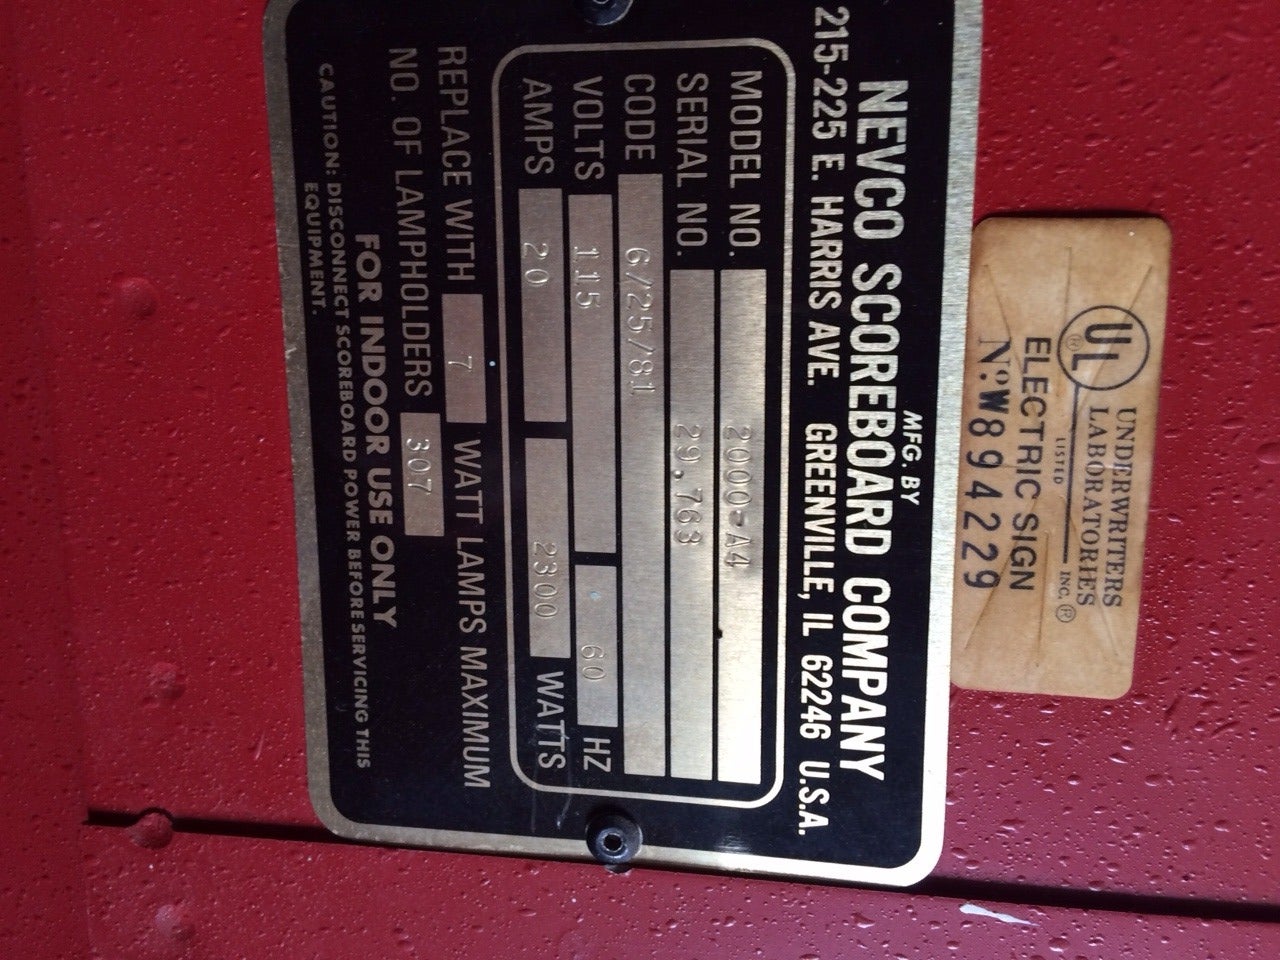 UNDERWRITERS
LABORATORIES INC.®
UL®
LISTED
ELECTRIC SIGN
No. W894229
MFG. BY
NEVCO SCOREBOARD COMPANY
215-225 E. HARRIS AVE. GREENVILLE, IL 62246 U.S.A.
MODEL NO. 2000-A4
SERIAL NO. 29,763
CODE 6/25/81
VOLTS 115 60 HZ
AMPS 20 2300 WATTS
REPLACE WITH 7 WATT LAMPS MAXIMUM
NO. OF LAMPHOLDERS 307
FOR INDOOR USE ONLY
CAUTION: DISCONNECT SCOREBOARD POWER BEFORE SERVICING THIS
EQUIPMENT.